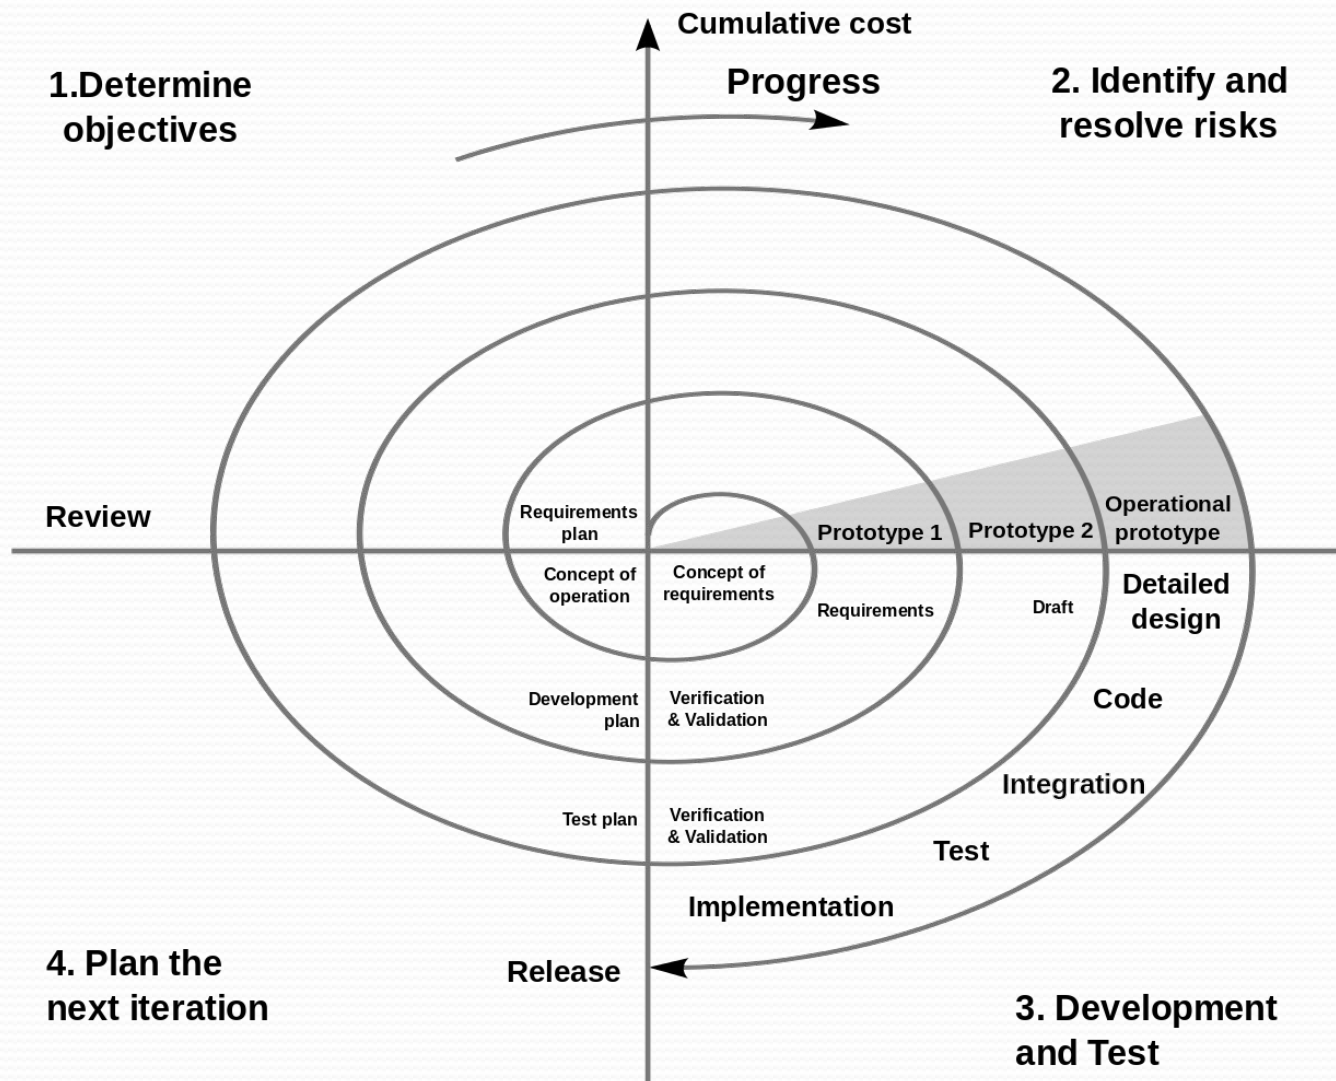 Cumulative cost
Progress
1.Determine
objectives
2. Identify and
resolve risks
Review
Requirements
plan
Prototype 1
Prototype 2
Operational
prototype
Concept of
operation
Concept of
requirements
Requirements
Draft
Detailed
design
Development
plan
Verification
& Validation
Code
Integration
Test plan
Verification
& Validation
Test
Implementation
Release
4. Plan the
next iteration
3. Development
and Test